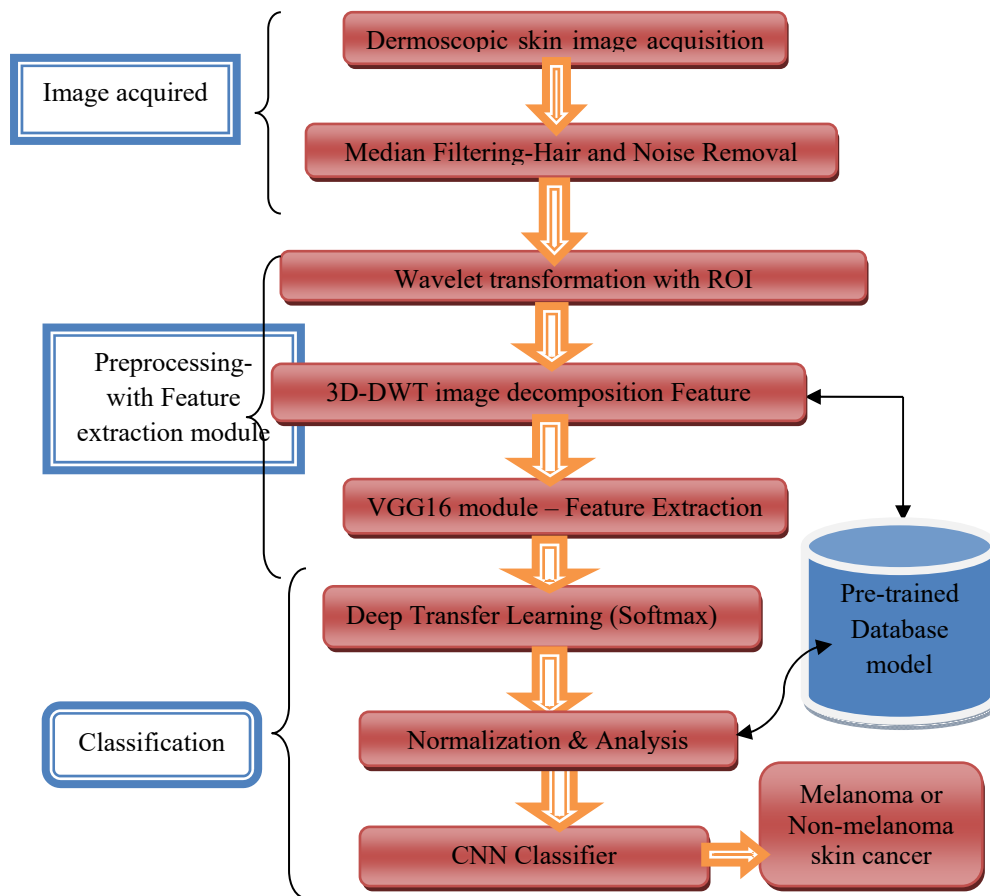 Dermoscopic skin image acquisition
Image acquired
Median Filtering-Hair and Noise Removal
Wavelet transformation with ROI
Preprocessing-
with Feature
extraction module
3D-DWT image decomposition Feature
VGG16 module – Feature Extraction
Pre-trained
Database
model
Deep Transfer Learning (Softmax)
Classification
Normalization & Analysis
CNN Classifier
Melanoma or
Non-melanoma
skin cancer